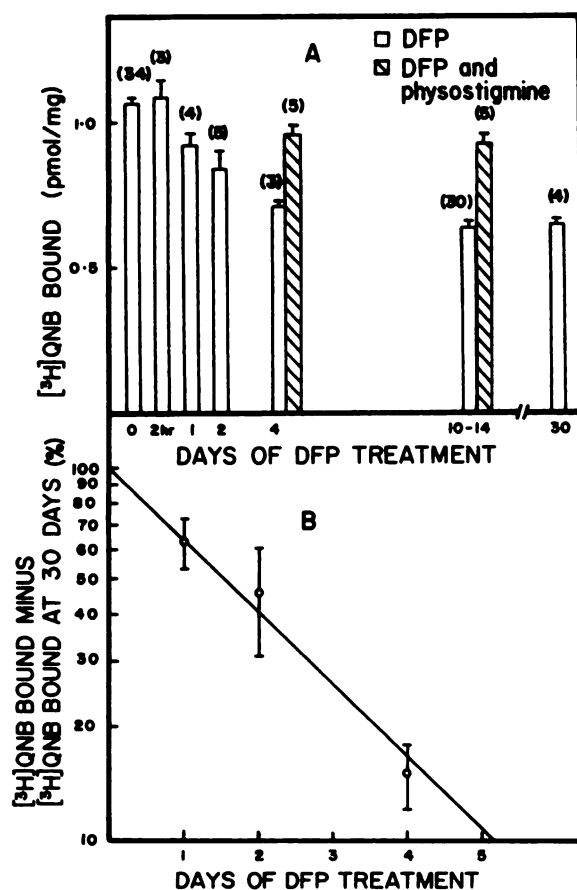 A
DFP
DFP and
physostigmine
(34)
(3)
(4)
(5)
(3)
(5)
(30)
(5)
(4)
1.0
0.5
[³H]QNB BOUND (pmol/mg)
0 2hr 1 2 4 10-14 30
DAYS OF DFP TREATMENT
B
100
90
80
70
60
50
40
30
20
10
[³H]QNB BOUND MINUS
[³H]QNB BOUND AT 30 DAYS (%)
1 2 3 4 5
DAYS OF DFP TREATMENT